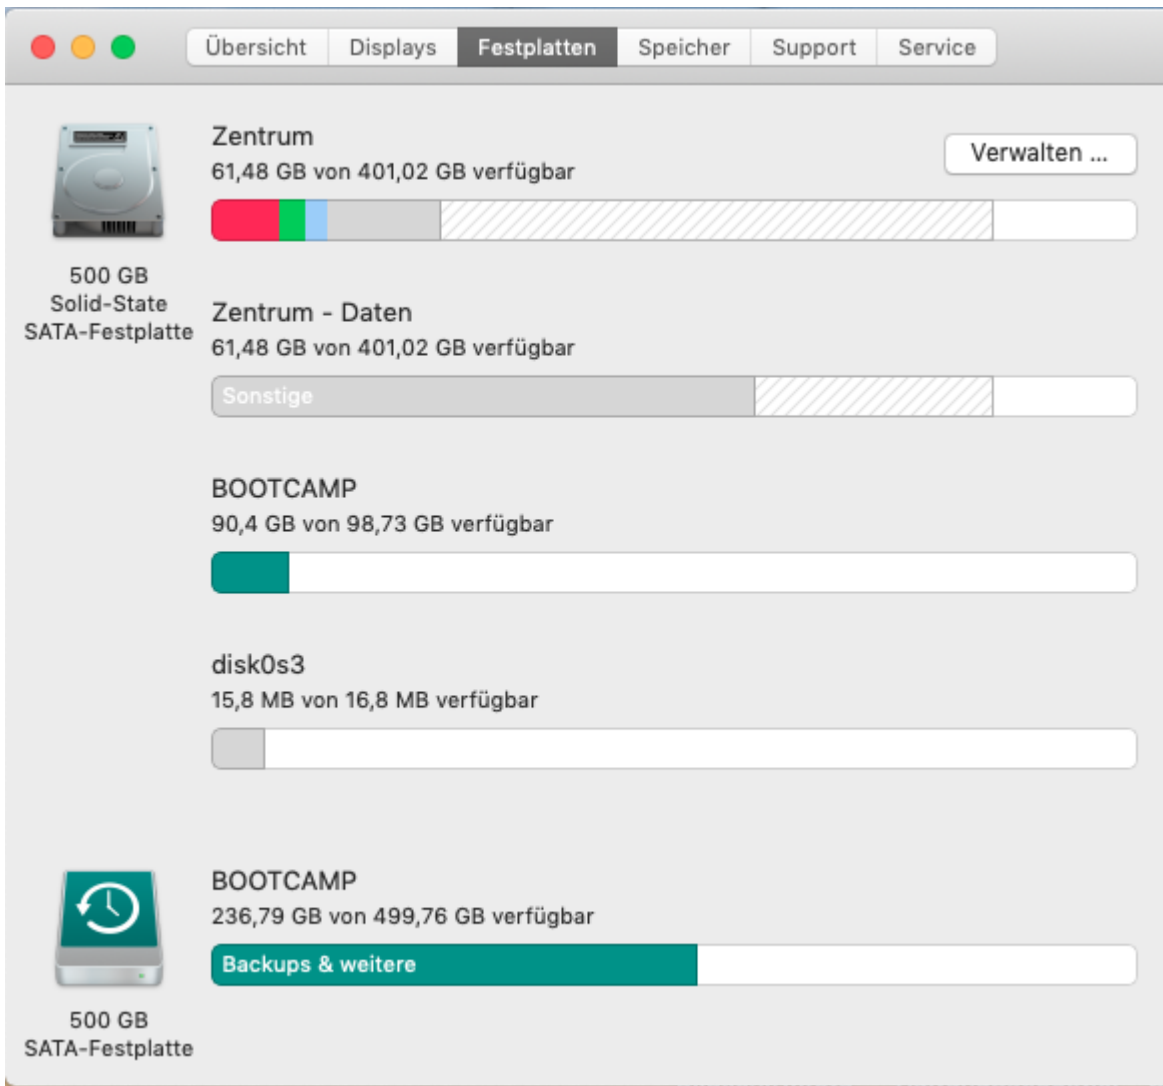 Übersicht Displays Festplatten Speicher Support Service
Zentrum
61,48 GB von 401,02 GB verfügbar
Verwalten ...
500 GB
Solid-State
SATA-Festplatte
Zentrum - Daten
61,48 GB von 401,02 GB verfügbar
Sonstige
BOOTCAMP
90,4 GB von 98,73 GB verfügbar
disk0s3
15,8 MB von 16,8 MB verfügbar
BOOTCAMP
236,79 GB von 499,76 GB verfügbar
Backups & weitere
500 GB
SATA-Festplatte